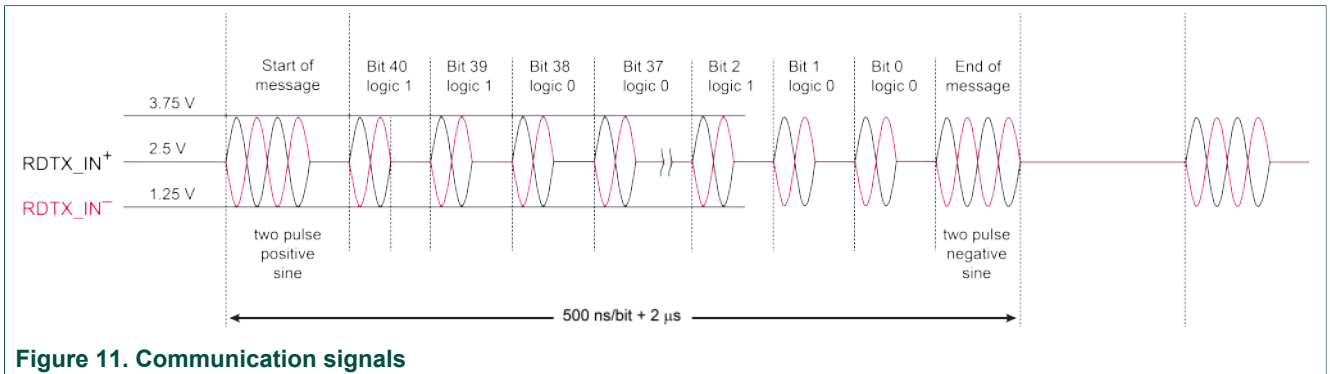 Start of
message
Bit 40
logic 1
Bit 39
logic 1
Bit 38
logic 0
Bit 37
logic 0
Bit 2
logic 1
Bit 1
logic 0
Bit 0
logic 0
End of
message
3.75 V
RDTX_IN+
2.5 V
RDTX_IN−
1.25 V
two pulse
positive
sine
two pulse
negative
sine
500 ns/bit + 2 μs
Figure 11. Communication signals